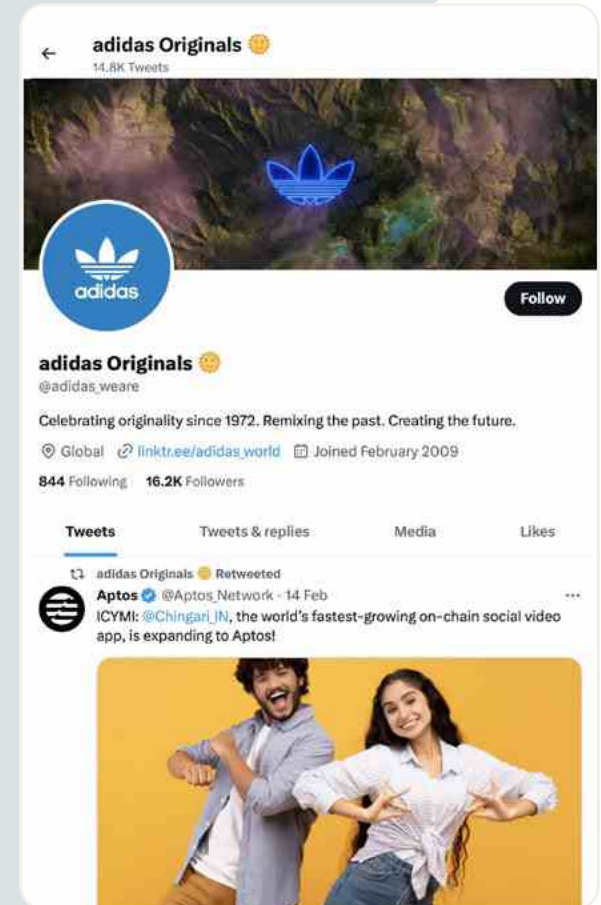 adidas Originals
14.8K Tweets
adidas
Follow
adidas Originals
@adidas_weare
Celebrating originality since 1972. Remixing the past. Creating the future.
Global linktr.ee/adidas_world Joined February 2009
844 Following 16.2K Followers
Tweets Tweets & replies Media Likes
adidas Originals Retweeted
Aptos @Aptos_Network · 14 Feb
ICYMI: @Chingari_IN, the world's fastest-growing on-chain social video
app, is expanding to Aptos!